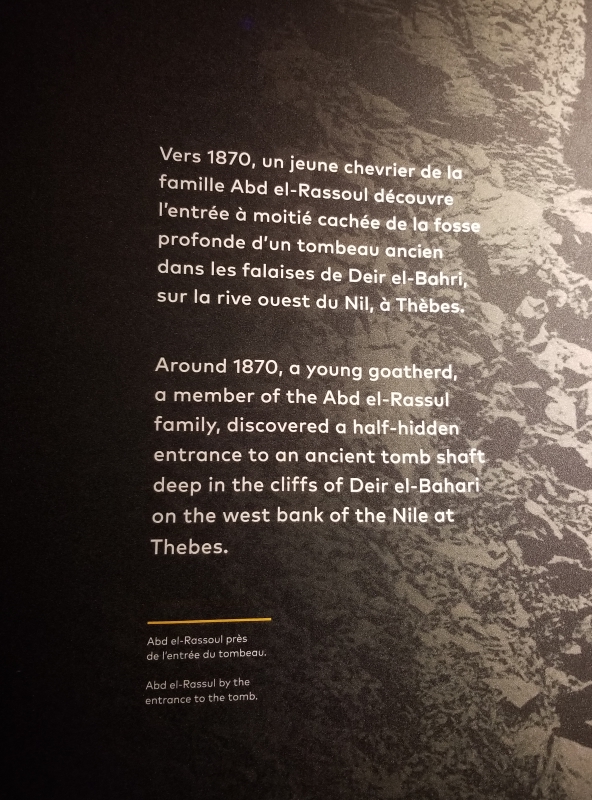 Vers 1870, un jeune chevrier de la
famille Abd el-Rassoul découvre
l'entrée à moitié cachée de la fosse
profonde d'un tombeau ancien
dans les falaises de Deir el-Bahri,
sur la rive ouest du Nil, à Thèbes.
Around 1870, a young goatherd,
a member of the Abd el-Rassul
family, discovered a half-hidden
entrance to an ancient tomb shaft
deep in the cliffs of Deir el-Bahari
on the west bank of the Nile at
Thebes.
Abd el-Rassoul près
de l'entrée du tombeau.
Abd el-Rassul by the
entrance to the tomb.